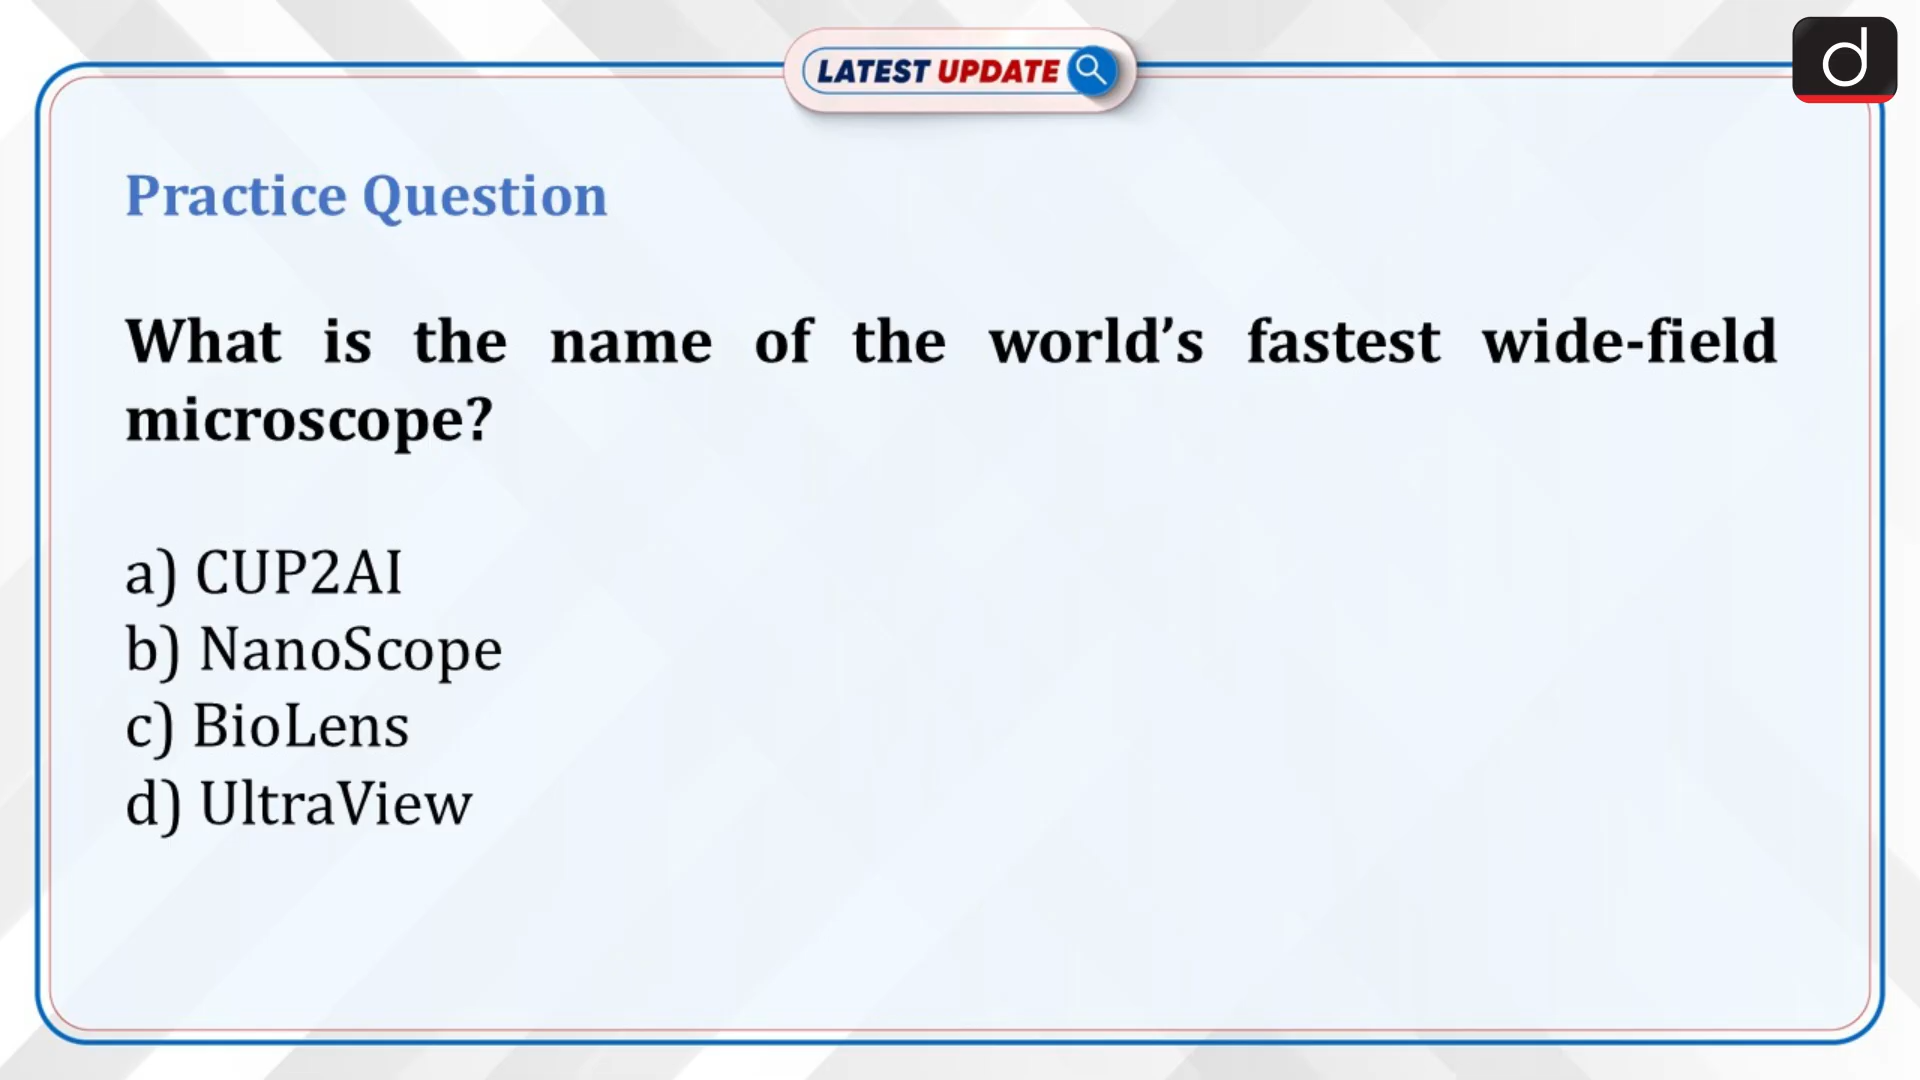 LATEST UPDATE
d
Practice Question
What is the name of the world’s fastest wide-field
microscope?
a) CUP2AI
b) NanoScope
c) BioLens
d) UltraView